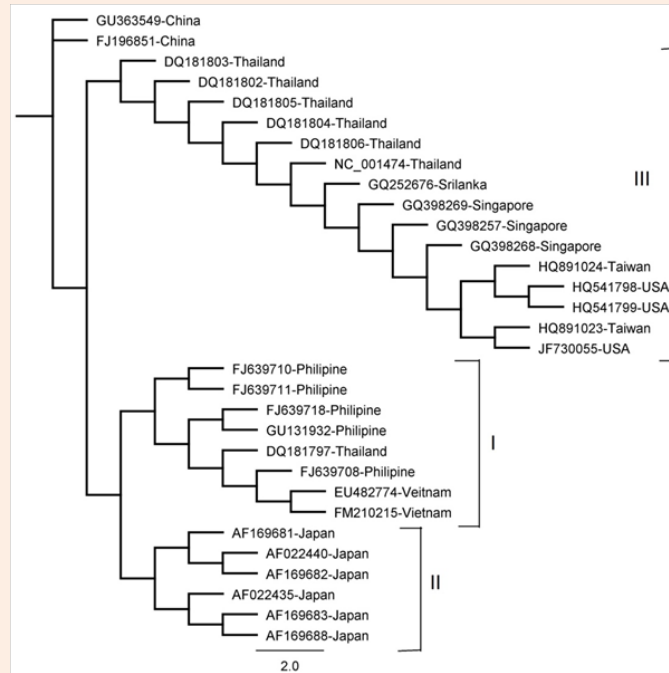 GU363549-China
FJ196851-China
DQ181803-Thailand
DQ181802-Thailand
DQ181805-Thailand
DQ181804-Thailand
DQ181806-Thailand
NC_001474-Thailand
III
GQ252676-Srilanka
GQ398269-Singapore
GQ398257-Singapore
GQ398268-Singapore
HQ891024-Taiwan
HQ541798-USA
HQ541799-USA
HQ891023-Taiwan
JF730055-USA
FJ639710-Philipine
FJ639711-Philipine
FJ639718-Philipine
GU131932-Philipine
I
DQ181797-Thailand
FJ639708-Philipine
EU482774-Veitnam
FM210215-Vietnam
AF169681-Japan
AF022440-Japan
AF169682-Japan
II
AF022435-Japan
AF169683-Japan
AF169688-Japan
2.0